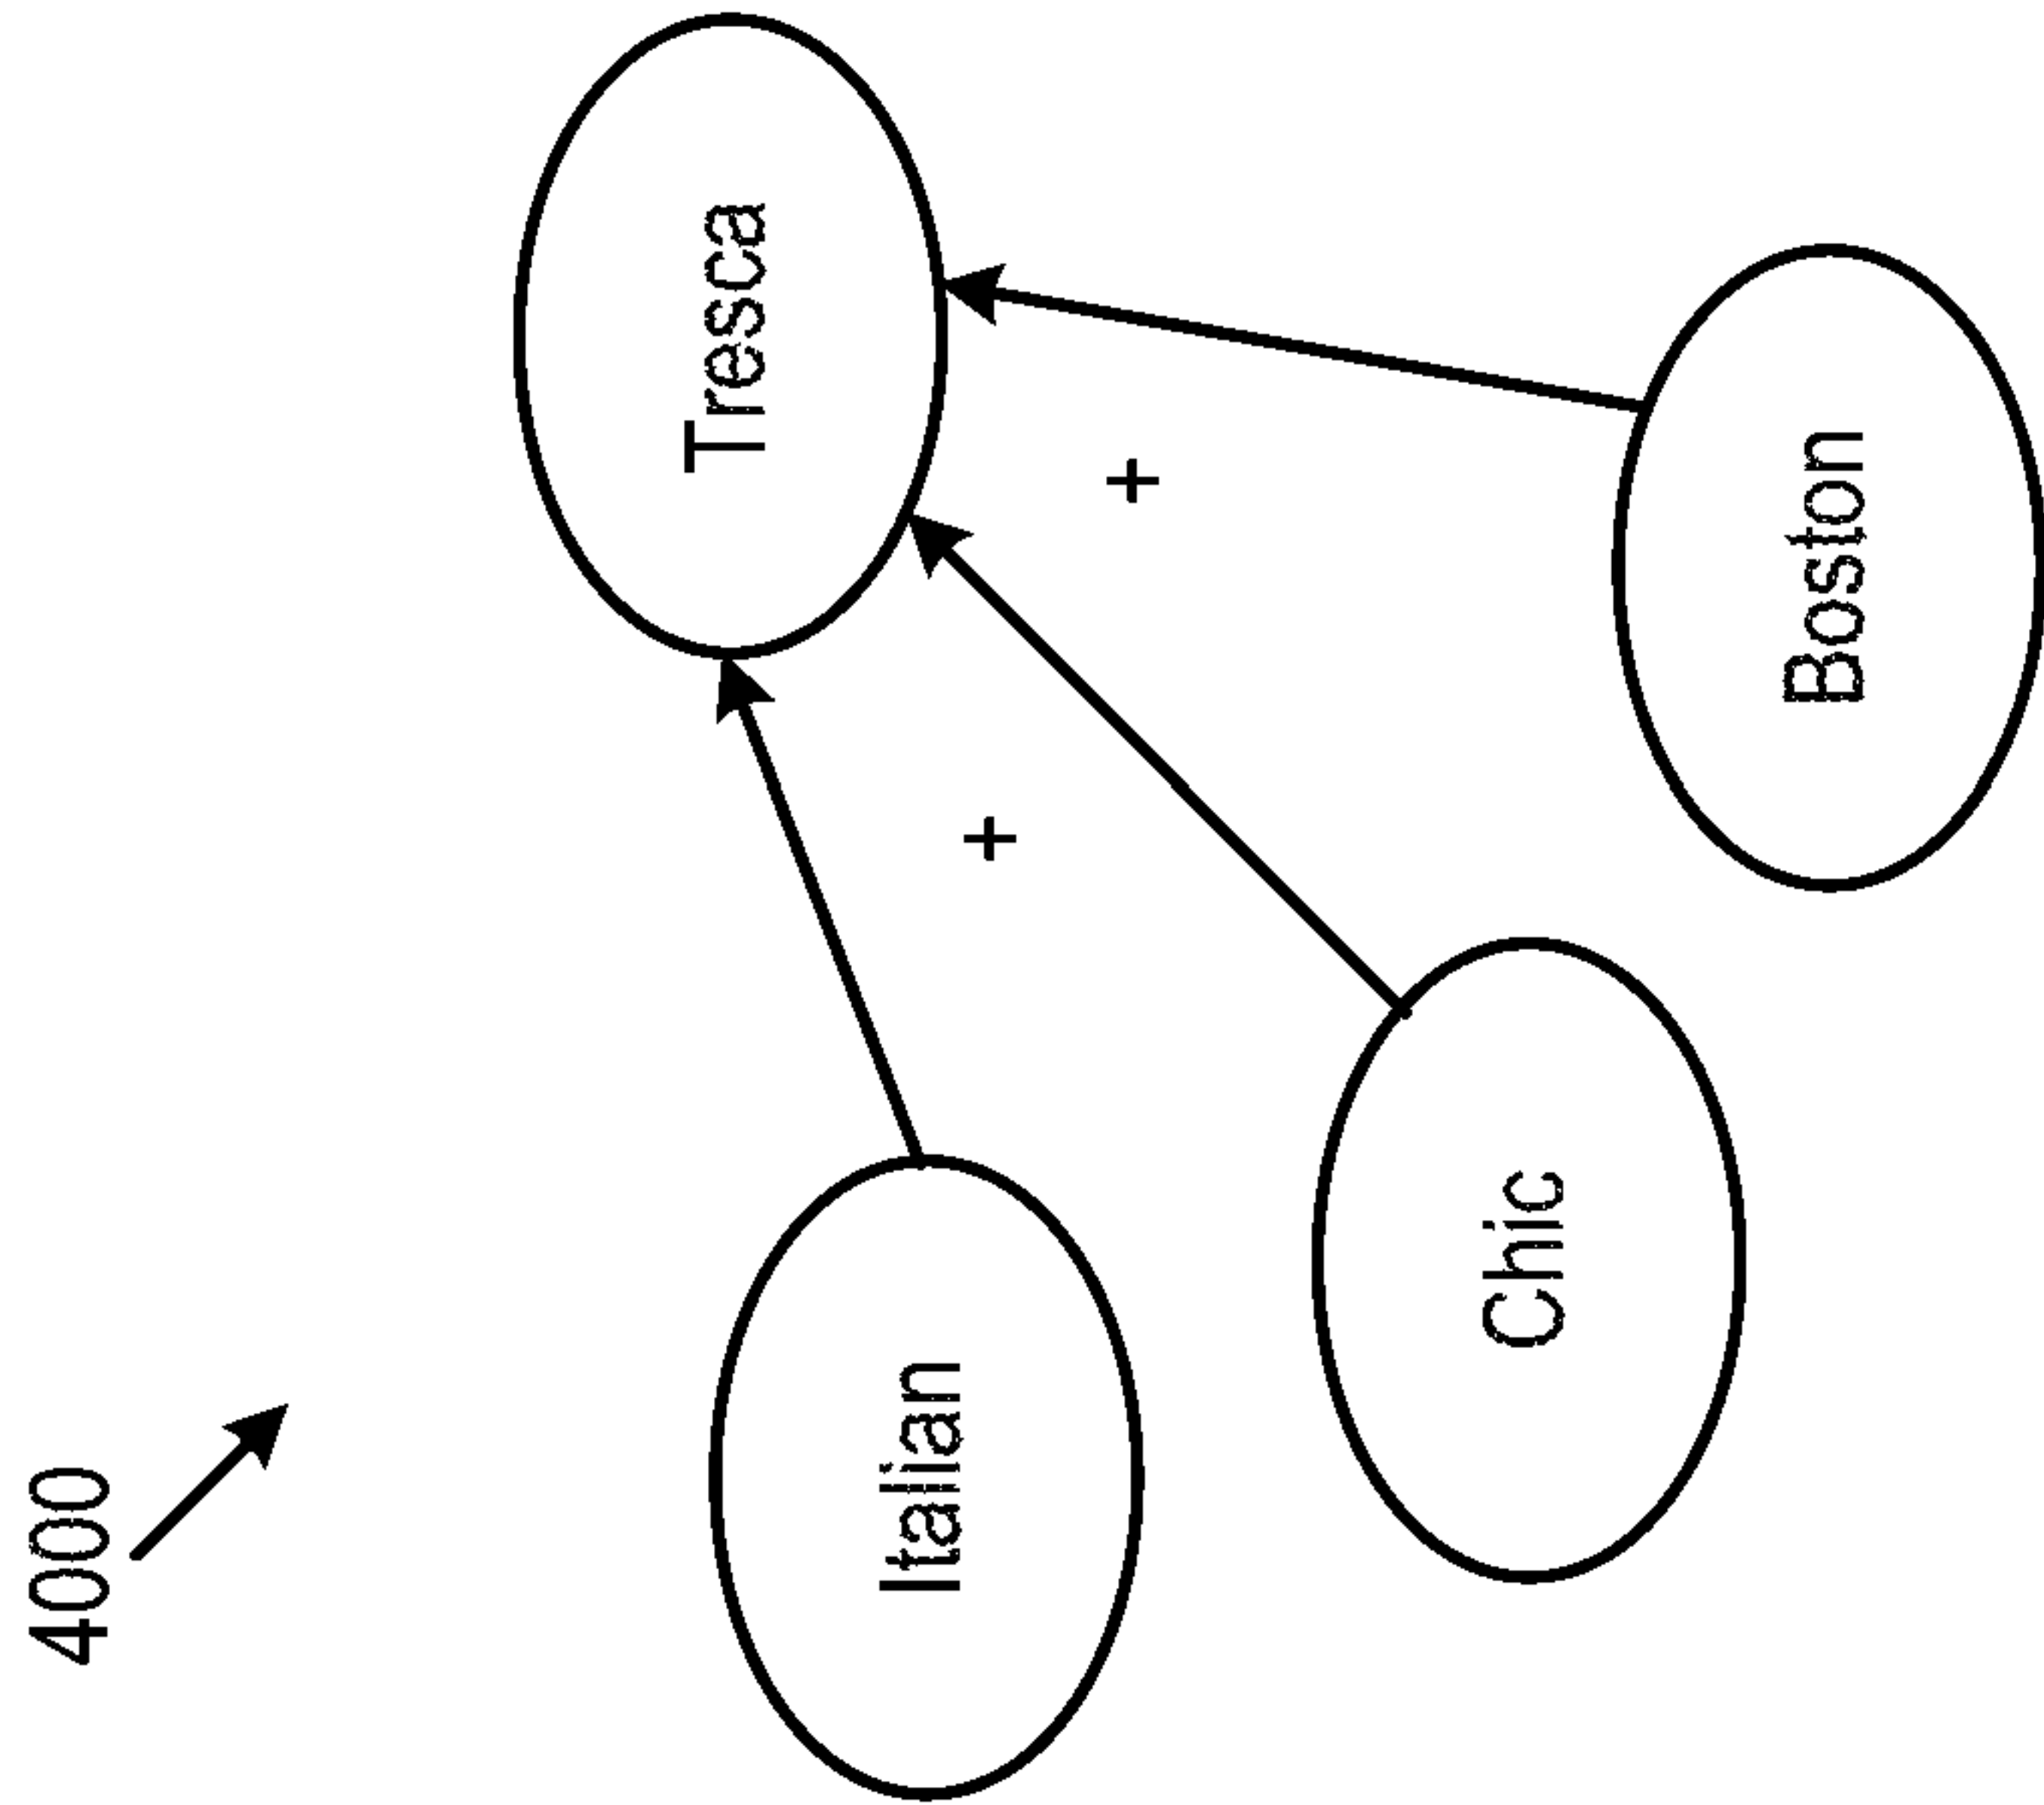 4000
Tresca
+
+
Italian
Chic
Boston